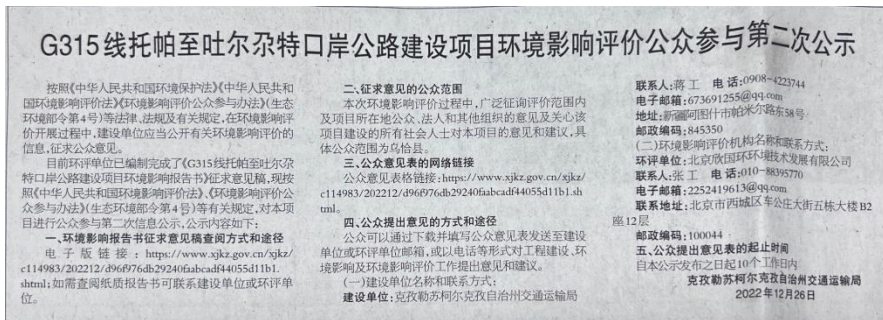 G315线托帕至吐尔尕特口岸公路建设项目环境影响评价公众参与第二次公示
按照《中华人民共和国环境保护法》《中华人民共和
国环境影响评价法》《环境影响评价公众参与办法》(生态
环境部令第4号)等法律、法规及有关规定,在环境影响评
价开展过程中,建设单位应当公开有关环境影响评价的
信息,征求公众意见。
目前环评单位已编制完成了《G315线托帕至吐尔尕
特口岸公路建设项目环境影响报告书》征求意见稿,现按
照《中华人民共和国环境影响评价法》、《环境影响评价公
众参与办法》(生态环境部令第4号)等有关规定,对本项
目进行公众参与第二次信息公示,公示内容如下:
一、环境影响报告书征求意见稿查阅方式和途径
电子版链接:https://www.xjkz.gov.cn/xjkz/
c114983/202212/d96f976db29240faabcadf44055d11b1.
shtml;如需查阅纸质报告书可联系建设单位或环评单
位。
二、征求意见的公众范围
本次环境影响评价过程中,广泛征询评价范围内
及项目所在地公众、法人和其他组织的意见及关心该
项目建设的所有社会人士对本项目的意见和建议,具
体公众范围为乌恰县。
三、公众意见表的网络链接
公众意见表格链接:https://www.xjkz.gov.cn/xjkz/
c114983/202212/d96f976db29240faabcadf44055d11b1.sh
tml。
四、公众提出意见的方式和途径
公众可以通过下载并填写公众意见表发送至建设
单位或环评单位邮箱,或以电话等形式对工程建设、环
境影响及环境影响评价工作提出意见和建议。
(一)建设单位名称和联系方式:
建设单位:克孜勒苏柯尔克孜自治州交通运输局
联系人:蒋工 电话:0908-4223744
电子邮箱:673691255@qq.com
地址:新疆阿图什市帕米尔路东58号
邮政编码:845350
(二)环境影响评价机构名称和联系方式:
环评单位:北京欣国环环境技术发展有限公司
联系人:张工 电话:010-88395770
电子邮箱:2252419613@qq.com
联系地址:北京市西城区车公庄大街五栋大楼B2
座12层
邮政编码:100044
五、公众提出意见表的起止时间
自本公示发布之日起10个工作日内
克孜勒苏柯尔克孜自治州交通运输局
2022年12月26日